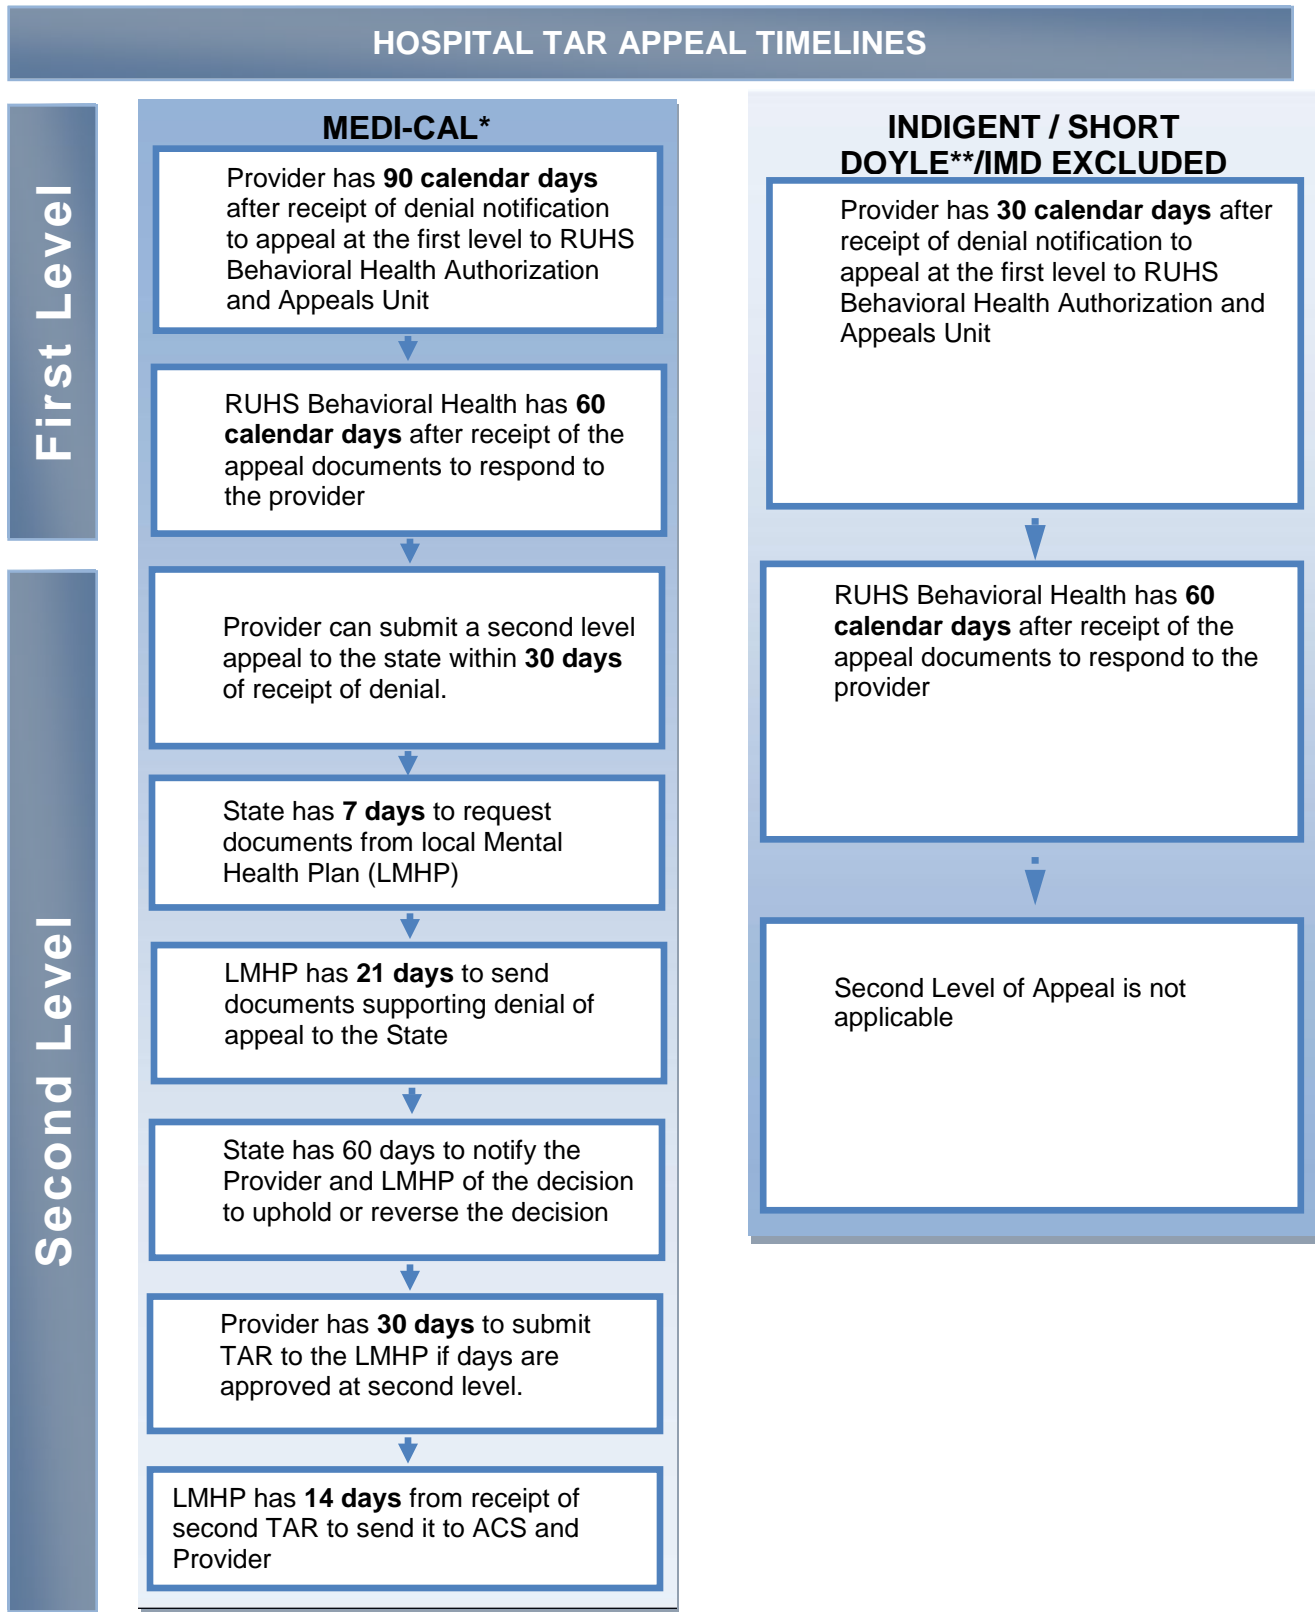 HOSPITAL TAR APPEAL TIMELINES
First Level
Second Level
MEDI-CAL*
Provider has 90 calendar days
after receipt of denial notification
to appeal at the first level to RUHS
Behavioral Health Authorization
and Appeals Unit
RUHS Behavioral Health has 60
calendar days after receipt of the
appeal documents to respond to
the provider
Provider can submit a second level
appeal to the state within 30 days
of receipt of denial.
State has 7 days to request
documents from local Mental
Health Plan (LMHP)
LMHP has 21 days to send
documents supporting denial of
appeal to the State
State has 60 days to notify the
Provider and LMHP of the decision
to uphold or reverse the decision
Provider has 30 days to submit
TAR to the LMHP if days are
approved at second level.
LMHP has 14 days from receipt of
second TAR to send it to ACS and
Provider
INDIGENT / SHORT
DOYLE**/IMD EXCLUDED
Provider has 30 calendar days after
receipt of denial notification to
appeal at the first level to RUHS
Behavioral Health Authorization and
Appeals Unit
RUHS Behavioral Health has 60
calendar days after receipt of the
appeal documents to respond to the
provider
Second Level of Appeal is not
applicable